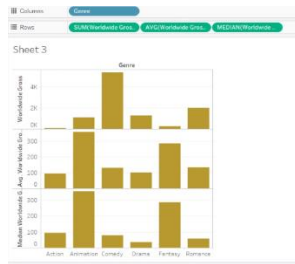 Columns Genre
Rows SUM(Worldwide Gros.. AVG(Worldwide Gros.. MEDIAN(Worldwide ..
Sheet 3
Genre
Worldwide Gross
4K
2K
0K
Avg. Worldwide Gro..
300
200
100
0
Median Worldwide G..
300
200
100
0
Action Animation Comedy Drama Fantasy Romance